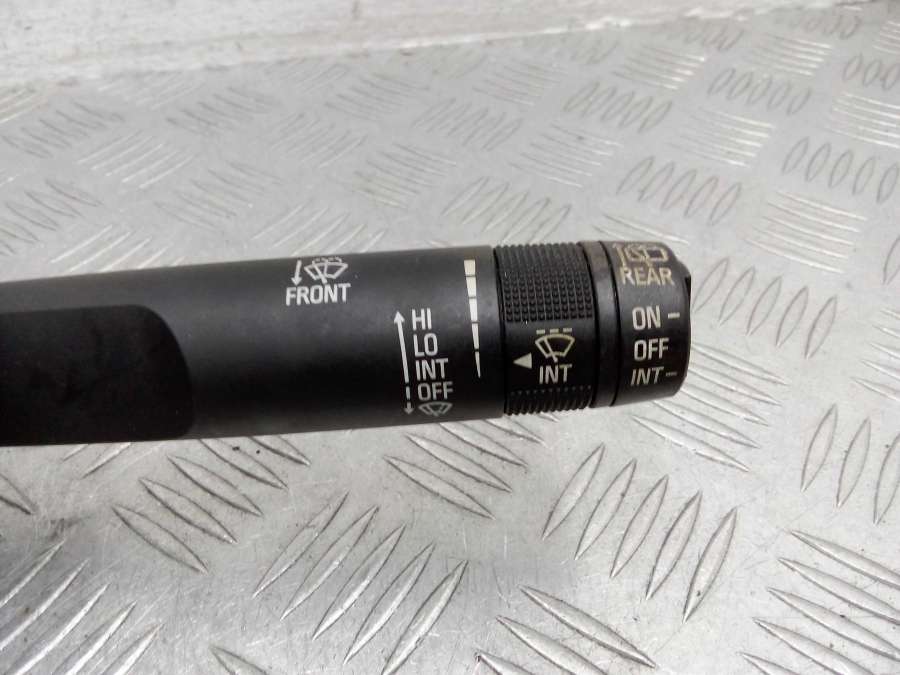 FRONT
HI
LO
INT
OFF
INT
REAR
ON
OFF
INT